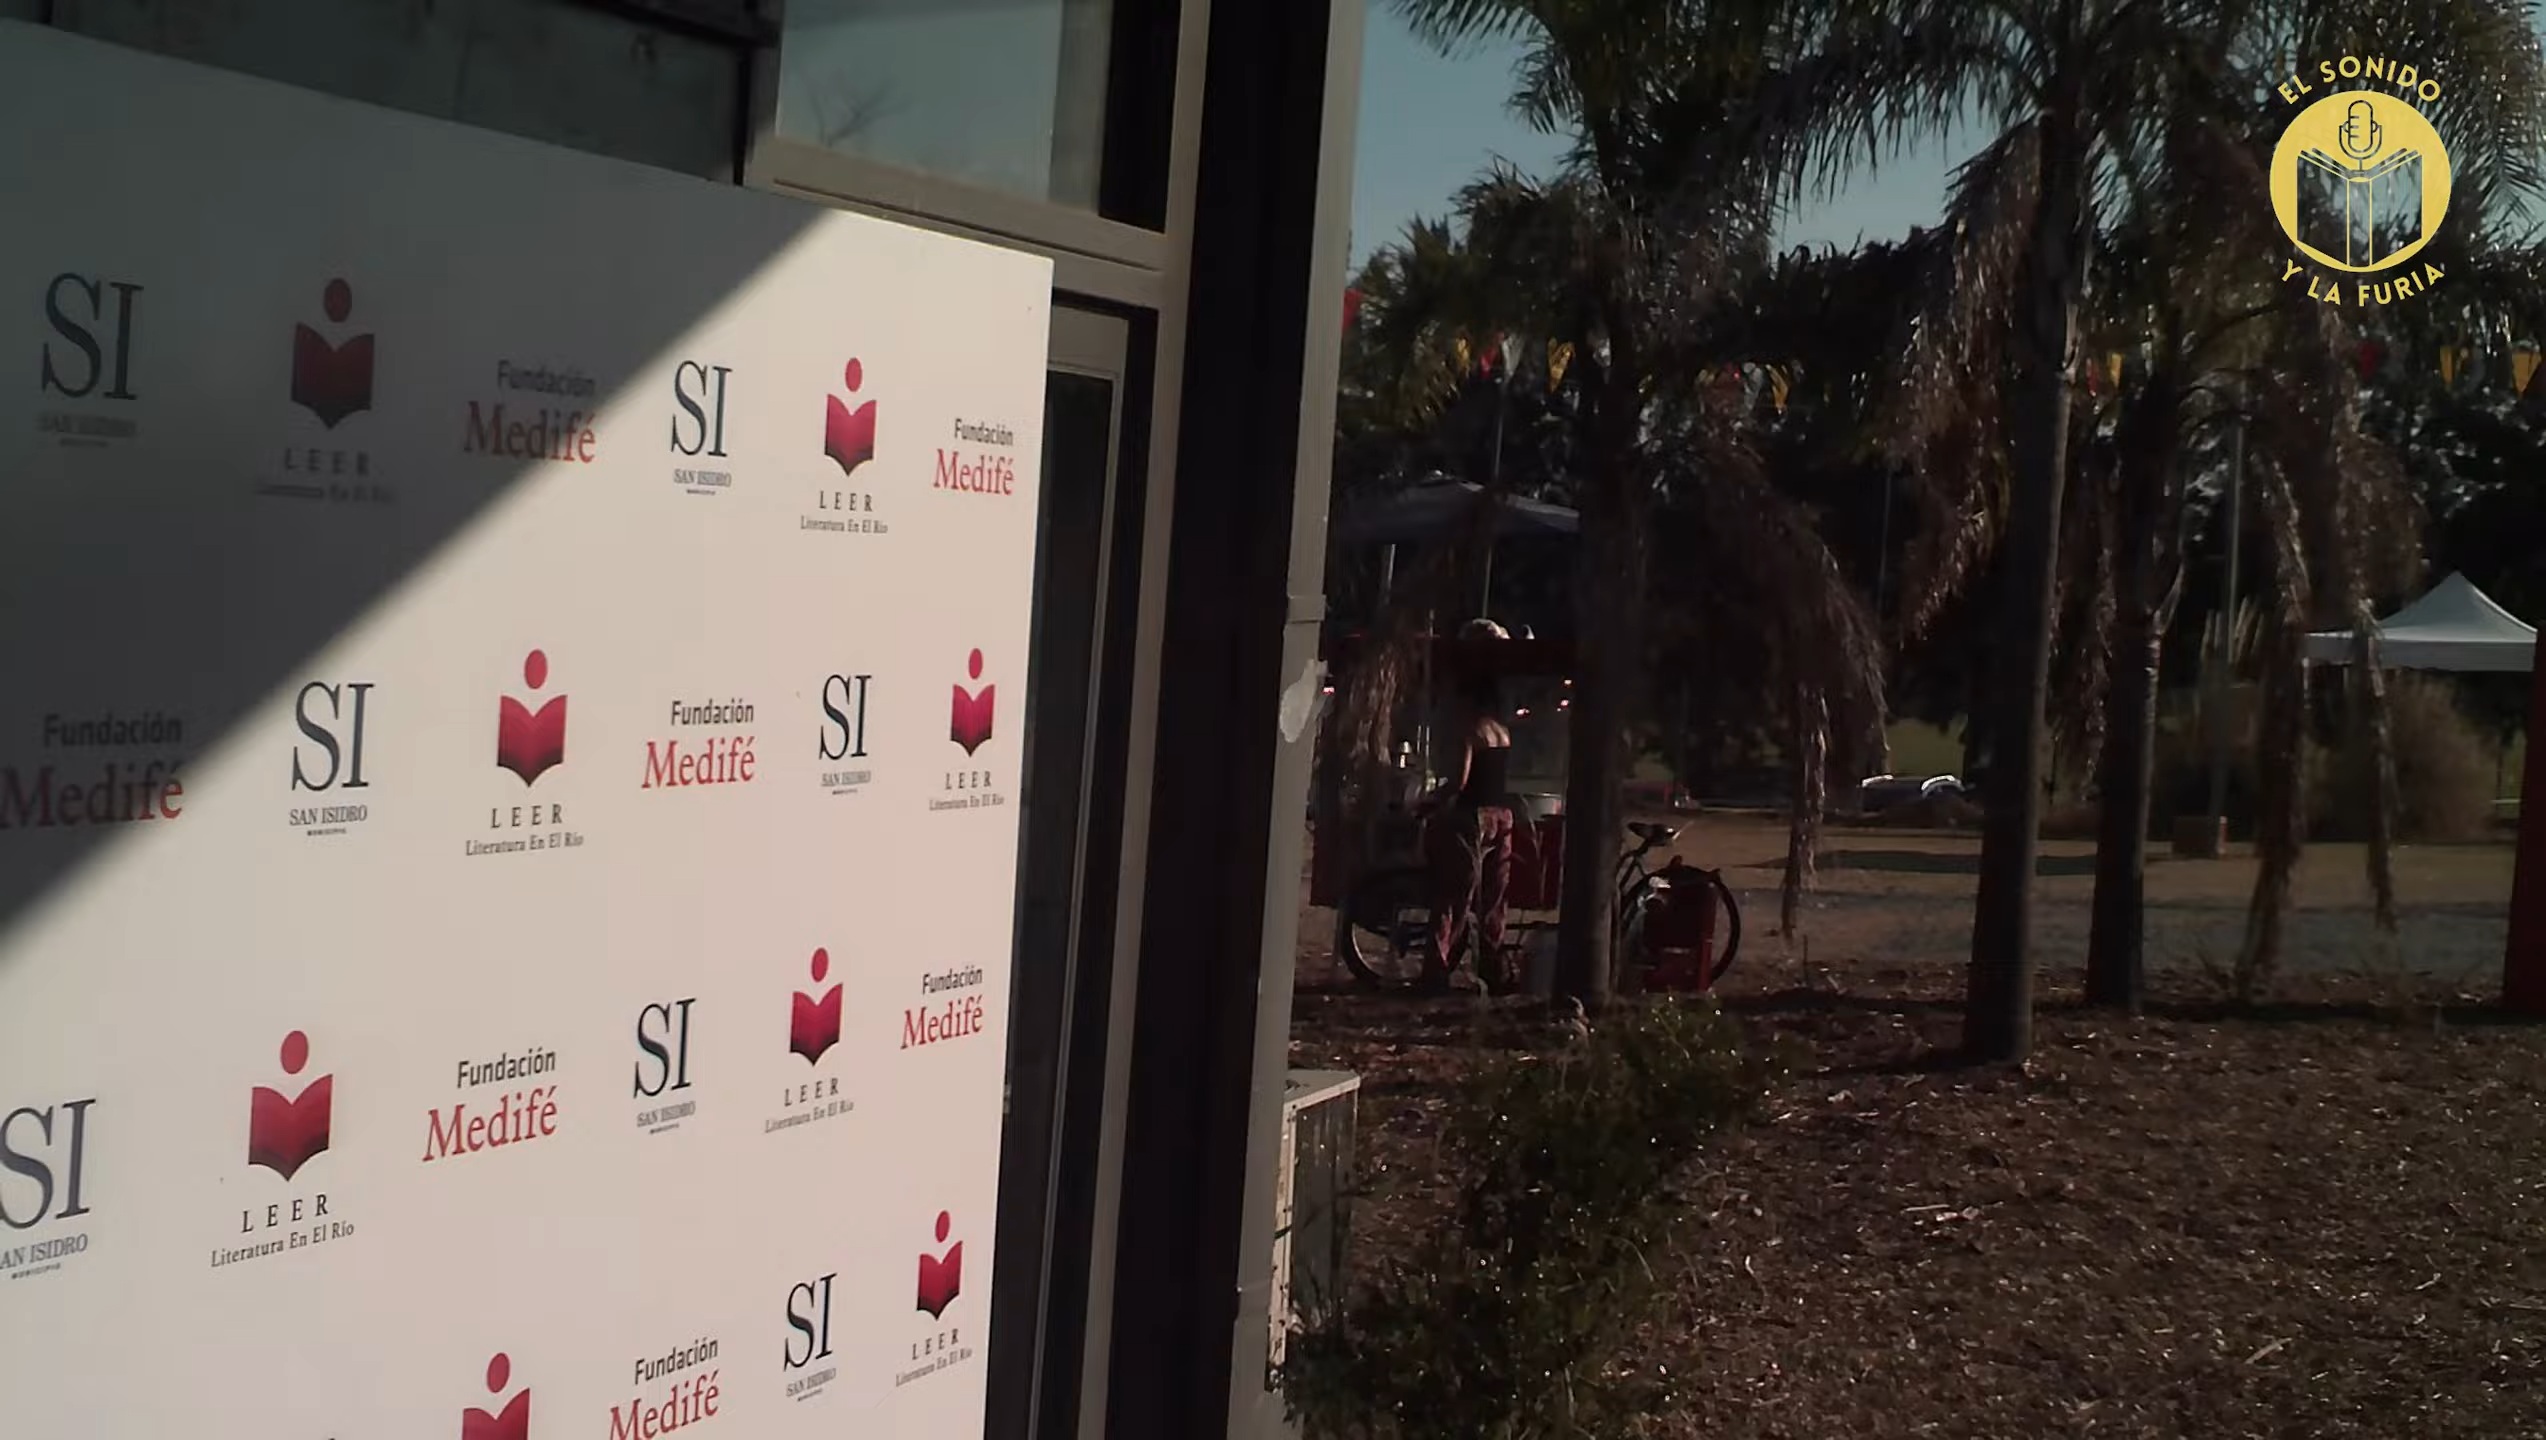 EL SONIDO
Y LA FURIA
SI
SAN ISIDRO
LEER
Literatura En El Río
Fundación
Medifé
SI
SAN ISIDRO
LEER
Literatura En El Río
Fundación
Medifé
Fundación
Medifé
SI
SAN ISIDRO
LEER
Literatura En El Río
Fundación
Medifé
SI
SAN ISIDRO
LEER
Literatura En El Río
SI
AN ISIDRO
LEER
Literatura En El Río
Fundación
Medifé
SI
SAN ISIDRO
LEER
Literatura En El Río
Fundación
Medifé
Fundación
Medifé
SI
SAN ISIDRO
LEER
Literatura En El Río